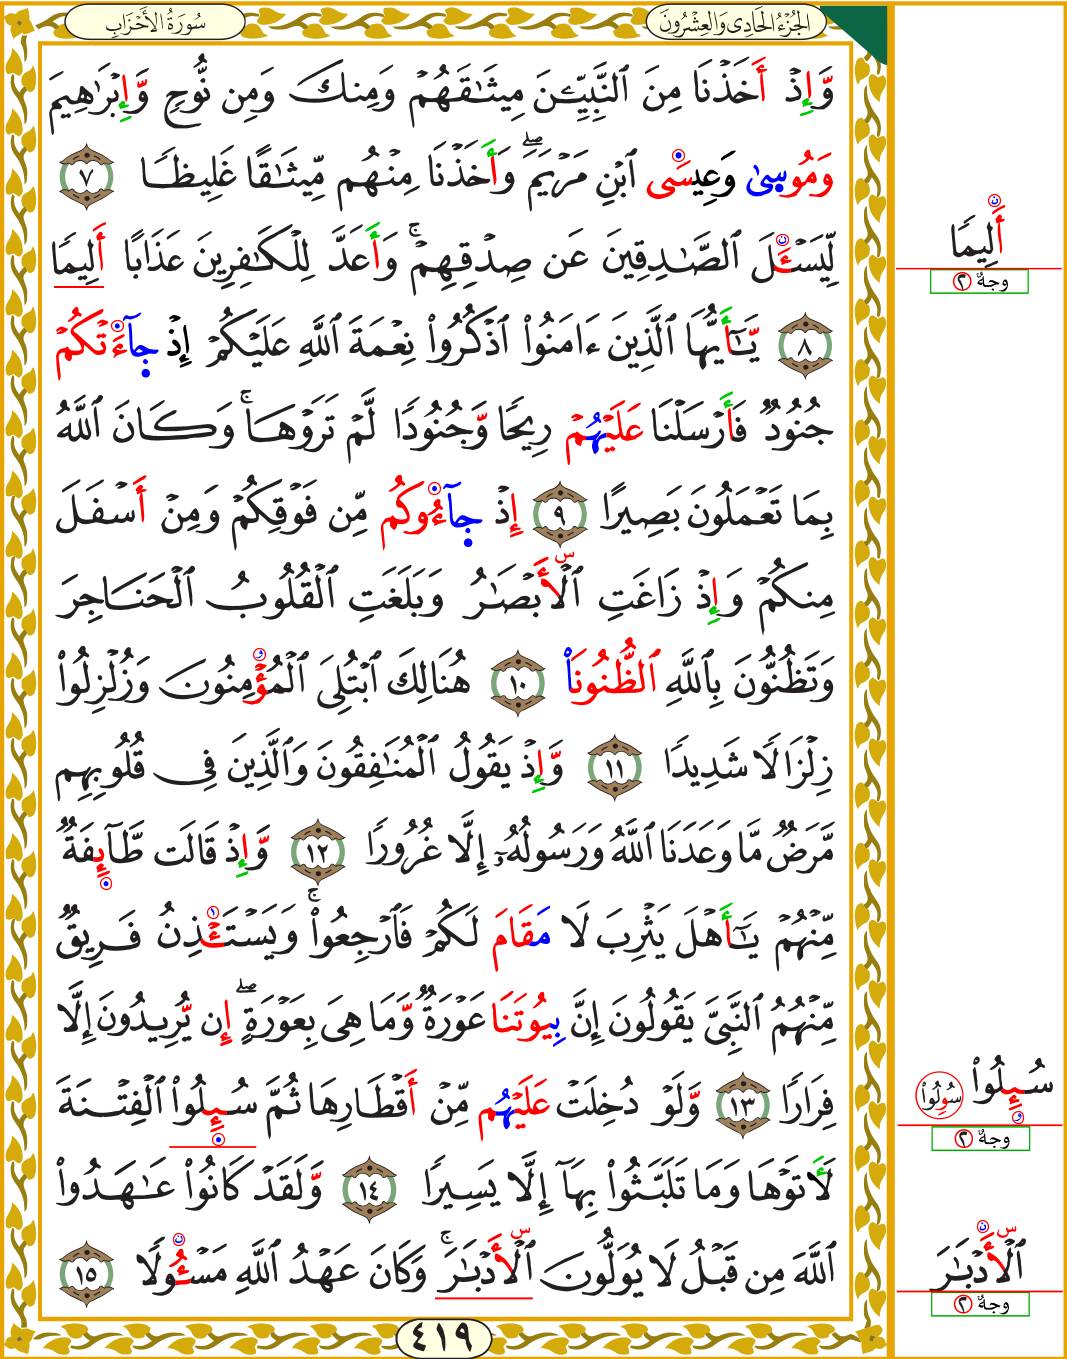 الجُزْءُ الحَادِى وَالعِشْرُونَ
سُورَةُ الأَحْزَابِ
وَإِذۡ أَخَذۡنَا مِنَ ٱلنَّبِيِّـۧنَ مِيثَٰقَهُمۡ وَمِنكَ وَمِن نُّوحٖ وَإِبۡرَٰهِيمَ
وَمُوسَىٰ وَعِيسَى ٱبۡنِ مَرۡيَمَۖ وَأَخَذۡنَا مِنۡهُم مِّيثَٰقًا غَلِيظٗا ٧
لِّيَسۡـَٔلَ ٱلصَّٰدِقِينَ عَن صِدۡقِهِمۡۚ وَأَعَدَّ لِلۡكَٰفِرِينَ عَذَابًا أَلِيمٗا
٨ يَٰٓأَيُّهَا ٱلَّذِينَ ءَامَنُواْ ٱذۡكُرُواْ نِعۡمَةَ ٱللَّهِ عَلَيۡكُمۡ إِذۡ جَآءَتۡكُمۡ
جُنُودٞ فَأَرۡسَلۡنَا عَلَيۡهُمۡ رِيحٗا وَجُنُودٗا لَّمۡ تَرَوۡهَاۚ وَكَانَ ٱللَّهُ
بِمَا تَعۡمَلُونَ بَصِيرًا ٩ إِذۡ جَآءُوكُم مِّن فَوۡقِكُمۡ وَمِنۡ أَسۡفَلَ
مِنكُمۡ وَإِذۡ زَاغَتِ ٱلۡأَبۡصَٰرُ وَبَلَغَتِ ٱلۡقُلُوبُ ٱلۡحَنَاجِرَ
وَتَظُنُّونَ بِٱللَّهِ ٱلظُّنُونَاْ ١٠ هُنَالِكَ ٱبۡتُلِيَ ٱلۡمُؤۡمِنُونَ وَزُلۡزِلُواْ
زِلۡزَالٗا شَدِيدٗا ١١ وَإِذۡ يَقُولُ ٱلۡمُنَٰفِقُونَ وَٱلَّذِينَ فِي قُلُوبِهِم
مَّرَضٞ مَّا وَعَدَنَا ٱللَّهُ وَرَسُولُهُۥٓ إِلَّا غُرُورٗا ١٢ وَإِذۡ قَالَت طَّآئِفَةٞ
مِّنۡهُمۡ يَٰٓأَهۡلَ يَثۡرِبَ لَا مَقَامَ لَكُمۡ فَٱرۡجِعُواْۚ وَيَسۡتَـٔۡذِنُ فَرِيقٞ
مِّنۡهُمُ ٱلنَّبِيَّ يَقُولُونَ إِنَّ بِيُوتَنَا عَوۡرَةٞ وَمَا هِيَ بِعَوۡرَةٍۖ إِن يُرِيدُونَ إِلَّا
فِرَارٗا ١٣ وَلَوۡ دُخِلَتۡ عَلَيۡهُم مِّنۡ أَقۡطَارِهَا ثُمَّ سُئِلُواْ ٱلۡفِتۡنَةَ
لَأَتَوۡهَا وَمَا تَلَبَّثُواْ بِهَآ إِلَّا يَسِيرٗا ١٤ وَلَقَدۡ كَانُواْ عَٰهَدُواْ
ٱللَّهَ مِن قَبۡلُ لَا يُوَلُّونَ ٱلۡأَدۡبَٰرَۚ وَكَانَ عَهۡدُ ٱللَّهِ مَسۡـُٔولٗا ١٥
٤١٩
أَلِيمٗا
٢ وجهٌ
سُئِلُواْ
سُوِلُواْ
٢ وجهٌ
ٱلۡأَدۡبَٰرَ
٢ وجهٌ